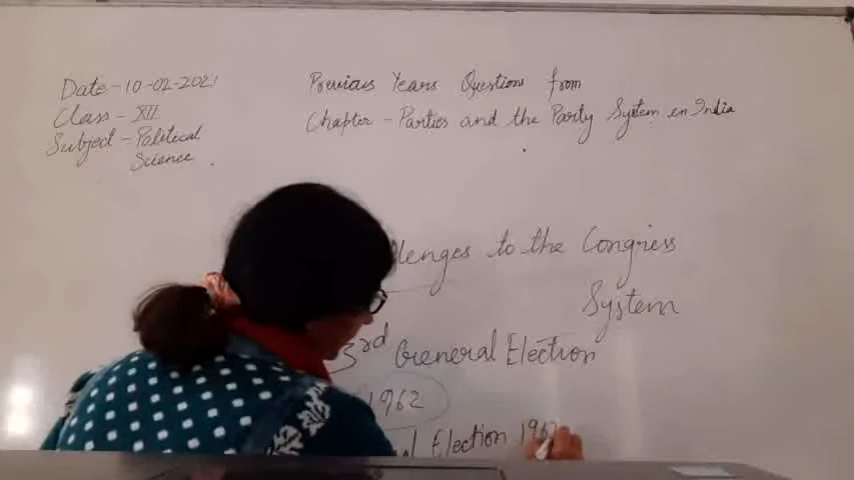 Date - 10-02-2021
Class - XII
Subject - Political
Science
Previous Years Questions from
Chapter - Parties and the Party System in India
llenges to the Congress
System
3rd General Election
1962
Election 196